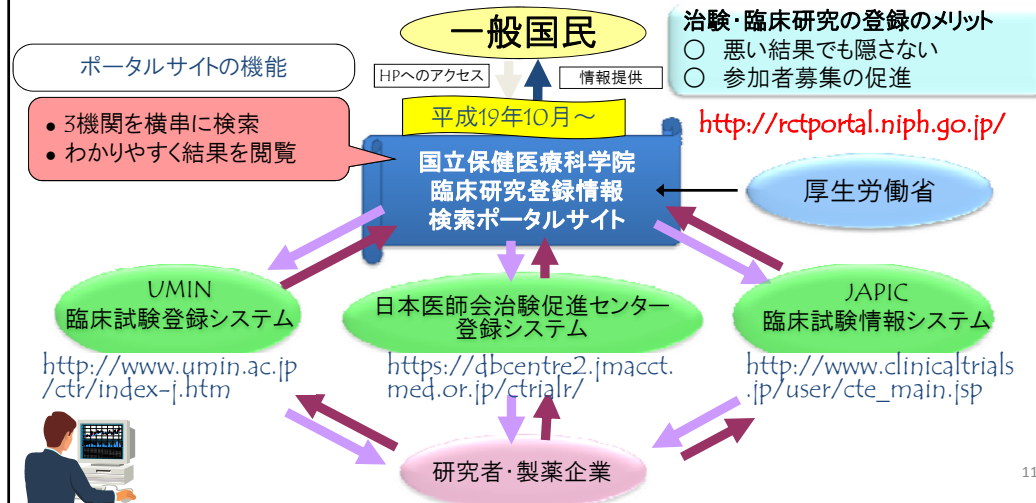 一般国民
治験・臨床研究の登録のメリット
○ 悪い結果でも隠さない
○ 参加者募集の促進
ポータルサイトの機能
HPへのアクセス
情報提供
• 3機関を横串に検索
• わかりやすく結果を閲覧
平成19年10月～
http://rctportal.niph.go.jp/
国立保健医療科学院
臨床研究登録情報
検索ポータルサイト
厚生労働省
UMIN
臨床試験登録システム
日本医師会治験促進センター
登録システム
JAPIC
臨床試験情報システム
http://www.umin.ac.jp
/ctr/index-j.htm
https://dbcentre2.jmacct.
med.or.jp/ctrialr/
http://www.clinicaltrials
.jp/user/cte_main.jsp
研究者・製薬企業
11